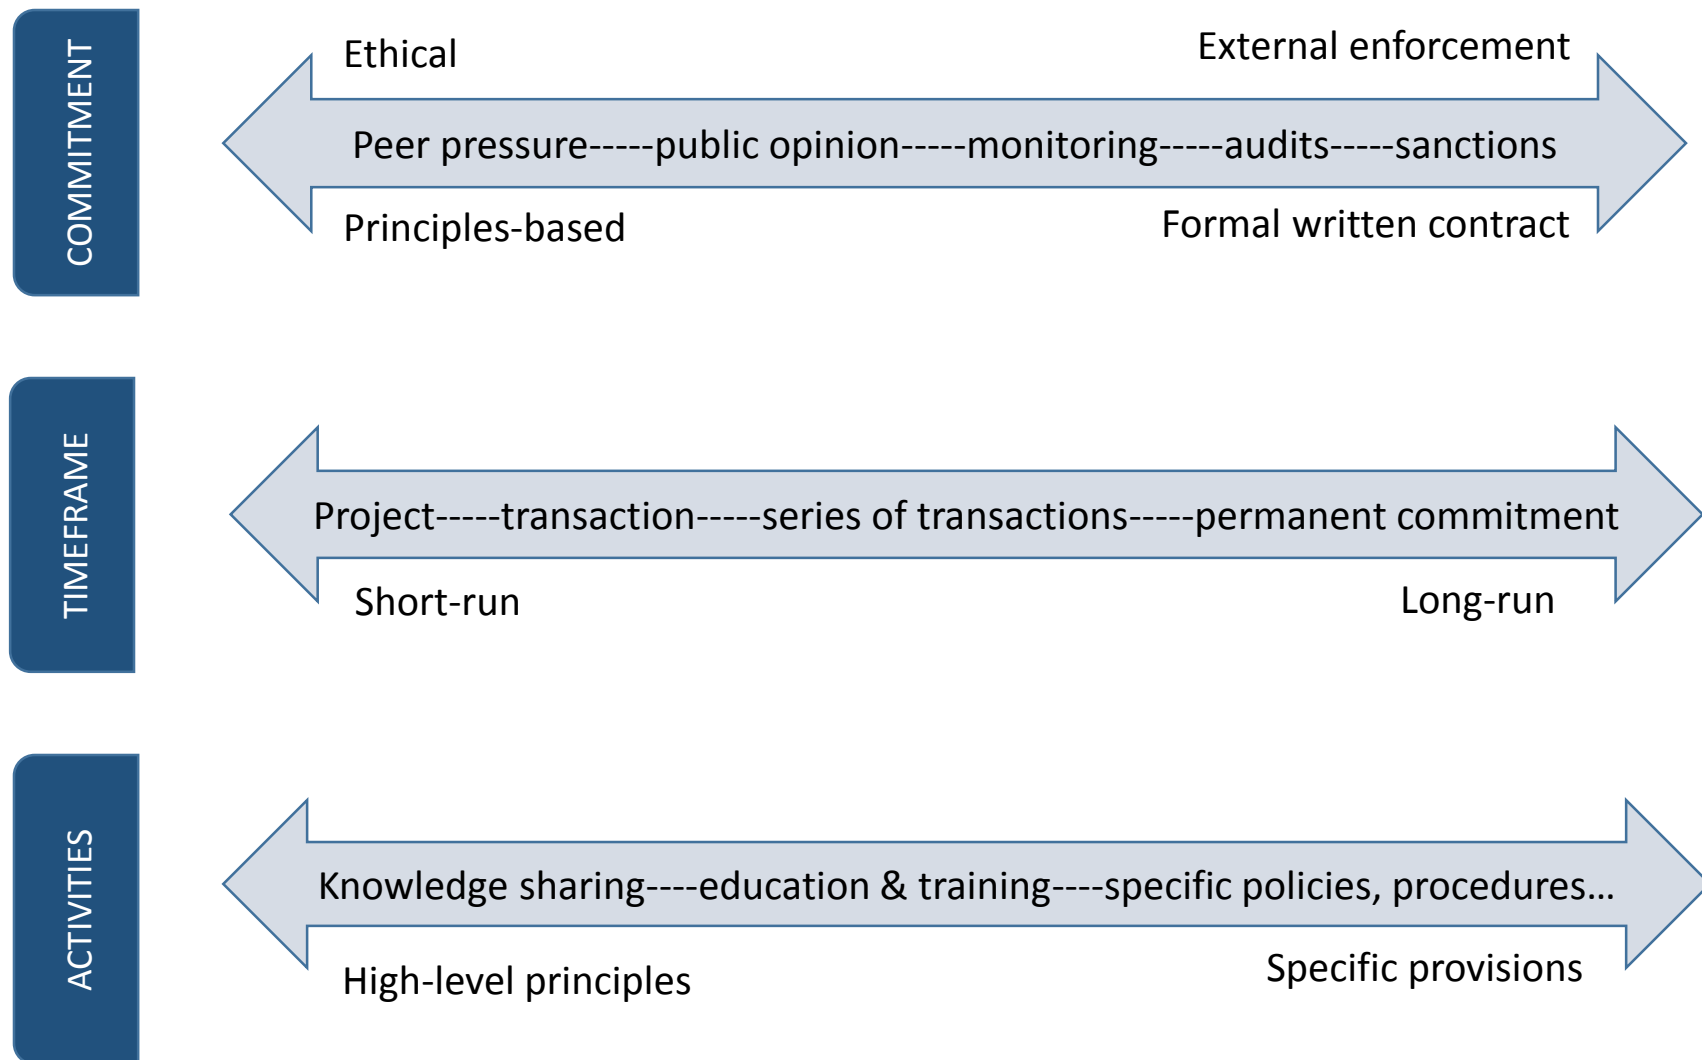 COMMITMENT
Ethical
External enforcement
Peer pressure-----public opinion-----monitoring-----audits-----sanctions
Principles-based
Formal written contract
TIMEFRAME
Project-----transaction-----series of transactions-----permanent commitment
Short-run
Long-run
ACTIVITIES
Knowledge sharing----education & training----specific policies, procedures…
High-level principles
Specific provisions